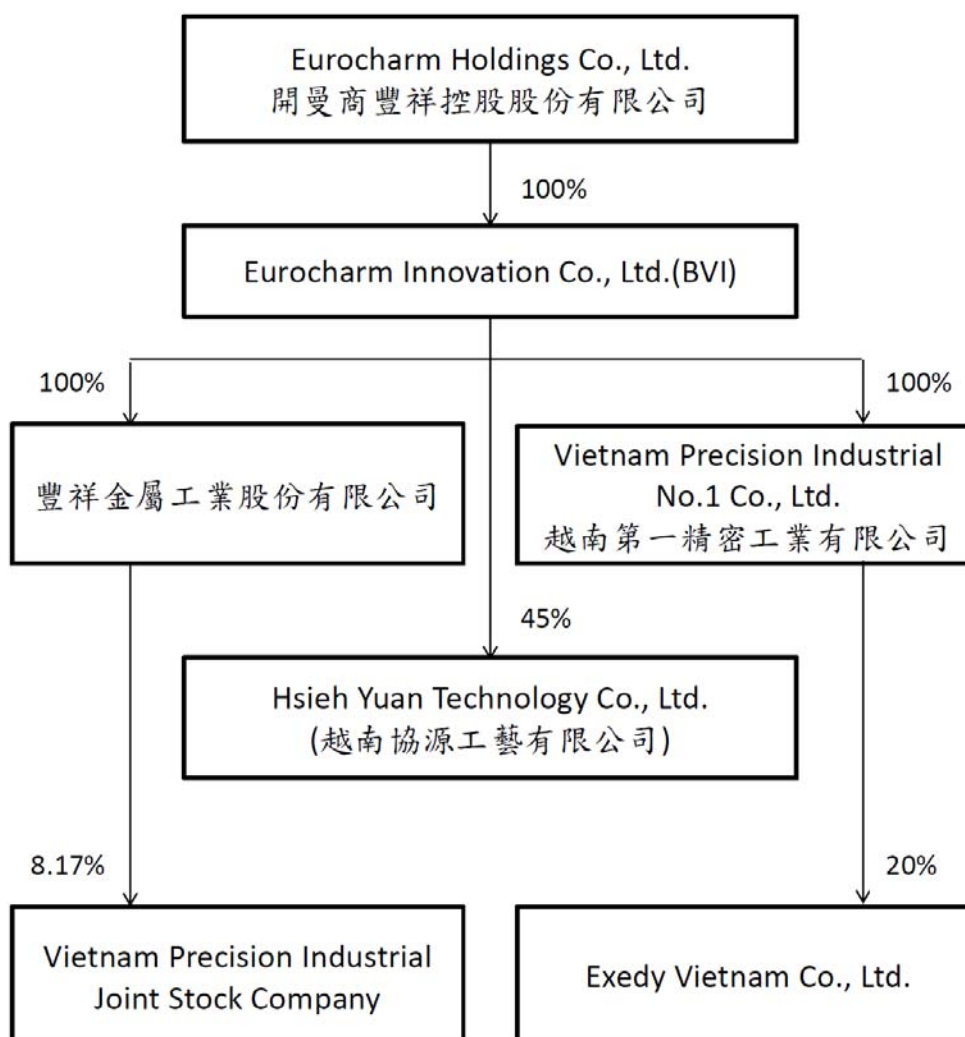 Eurocharm Holdings Co., Ltd.
開曼商豐祥控股股份有限公司
100%
Eurocharm Innovation Co., Ltd.(BVI)
100%
100%
豐祥金屬工業股份有限公司
Vietnam Precision Industrial
No.1 Co., Ltd.
越南第一精密工業有限公司
45%
Hsieh Yuan Technology Co., Ltd.
(越南協源工藝有限公司)
8.17%
20%
Vietnam Precision Industrial
Joint Stock Company
Exedy Vietnam Co., Ltd.